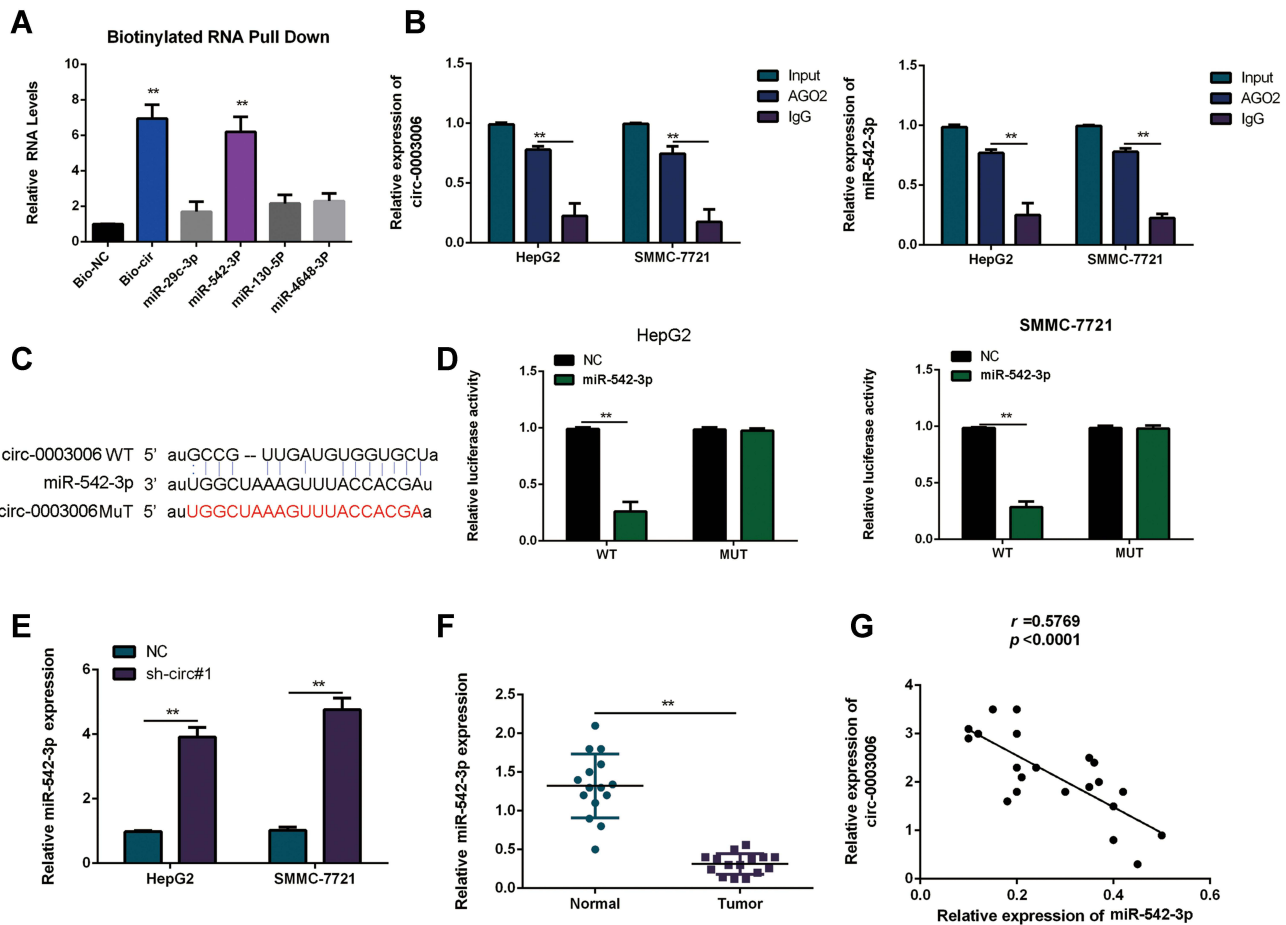 A
Biotinylated RNA Pull Down
Relative RNA Levels
10
8
6
4
2
0
**
**
Bio-NC
Bio-cir
miR-29c-3p
miR-542-3P
miR-130-5P
miR-4648-3P
B
Relative expression of
circ-0003006
1.5
1.0
0.5
0.0
**
**
HepG2
SMMC-7721
Input
AGO2
IgG
Relative expression of
miR-542-3p
1.5
1.0
0.5
0.0
**
**
HepG2
SMMC-7721
Input
AGO2
IgG
C
circ-0003006 WT 5' auGCCG -- UUGAUGUGGUGCUa
miR-542-3p 3' auUGGCUAAAGUUUACCACGAu
circ-0003006MuT 5' auUGGCUAAAGUUUACCACGAa
D
HepG2
NC
miR-542-3p
Relative luciferase activity
1.5
1.0
0.5
0.0
**
WT
MUT
SMMC-7721
NC
miR-542-3p
Relative luciferase activity
1.5
1.0
0.5
0.0
**
WT
MUT
E
NC
sh-circ#1
Relative miR-542-3p expression
6
4
2
0
**
**
HepG2
SMMC-7721
F
Relative miR-542-3p expression
2.5
2.0
1.5
1.0
0.5
0.0
**
Normal
Tumor
G
r =0.5769
p <0.0001
Relative expression of
circ-0003006
4
3
2
1
0
0.0
0.2
0.4
0.6
Relative expression of miR-542-3p